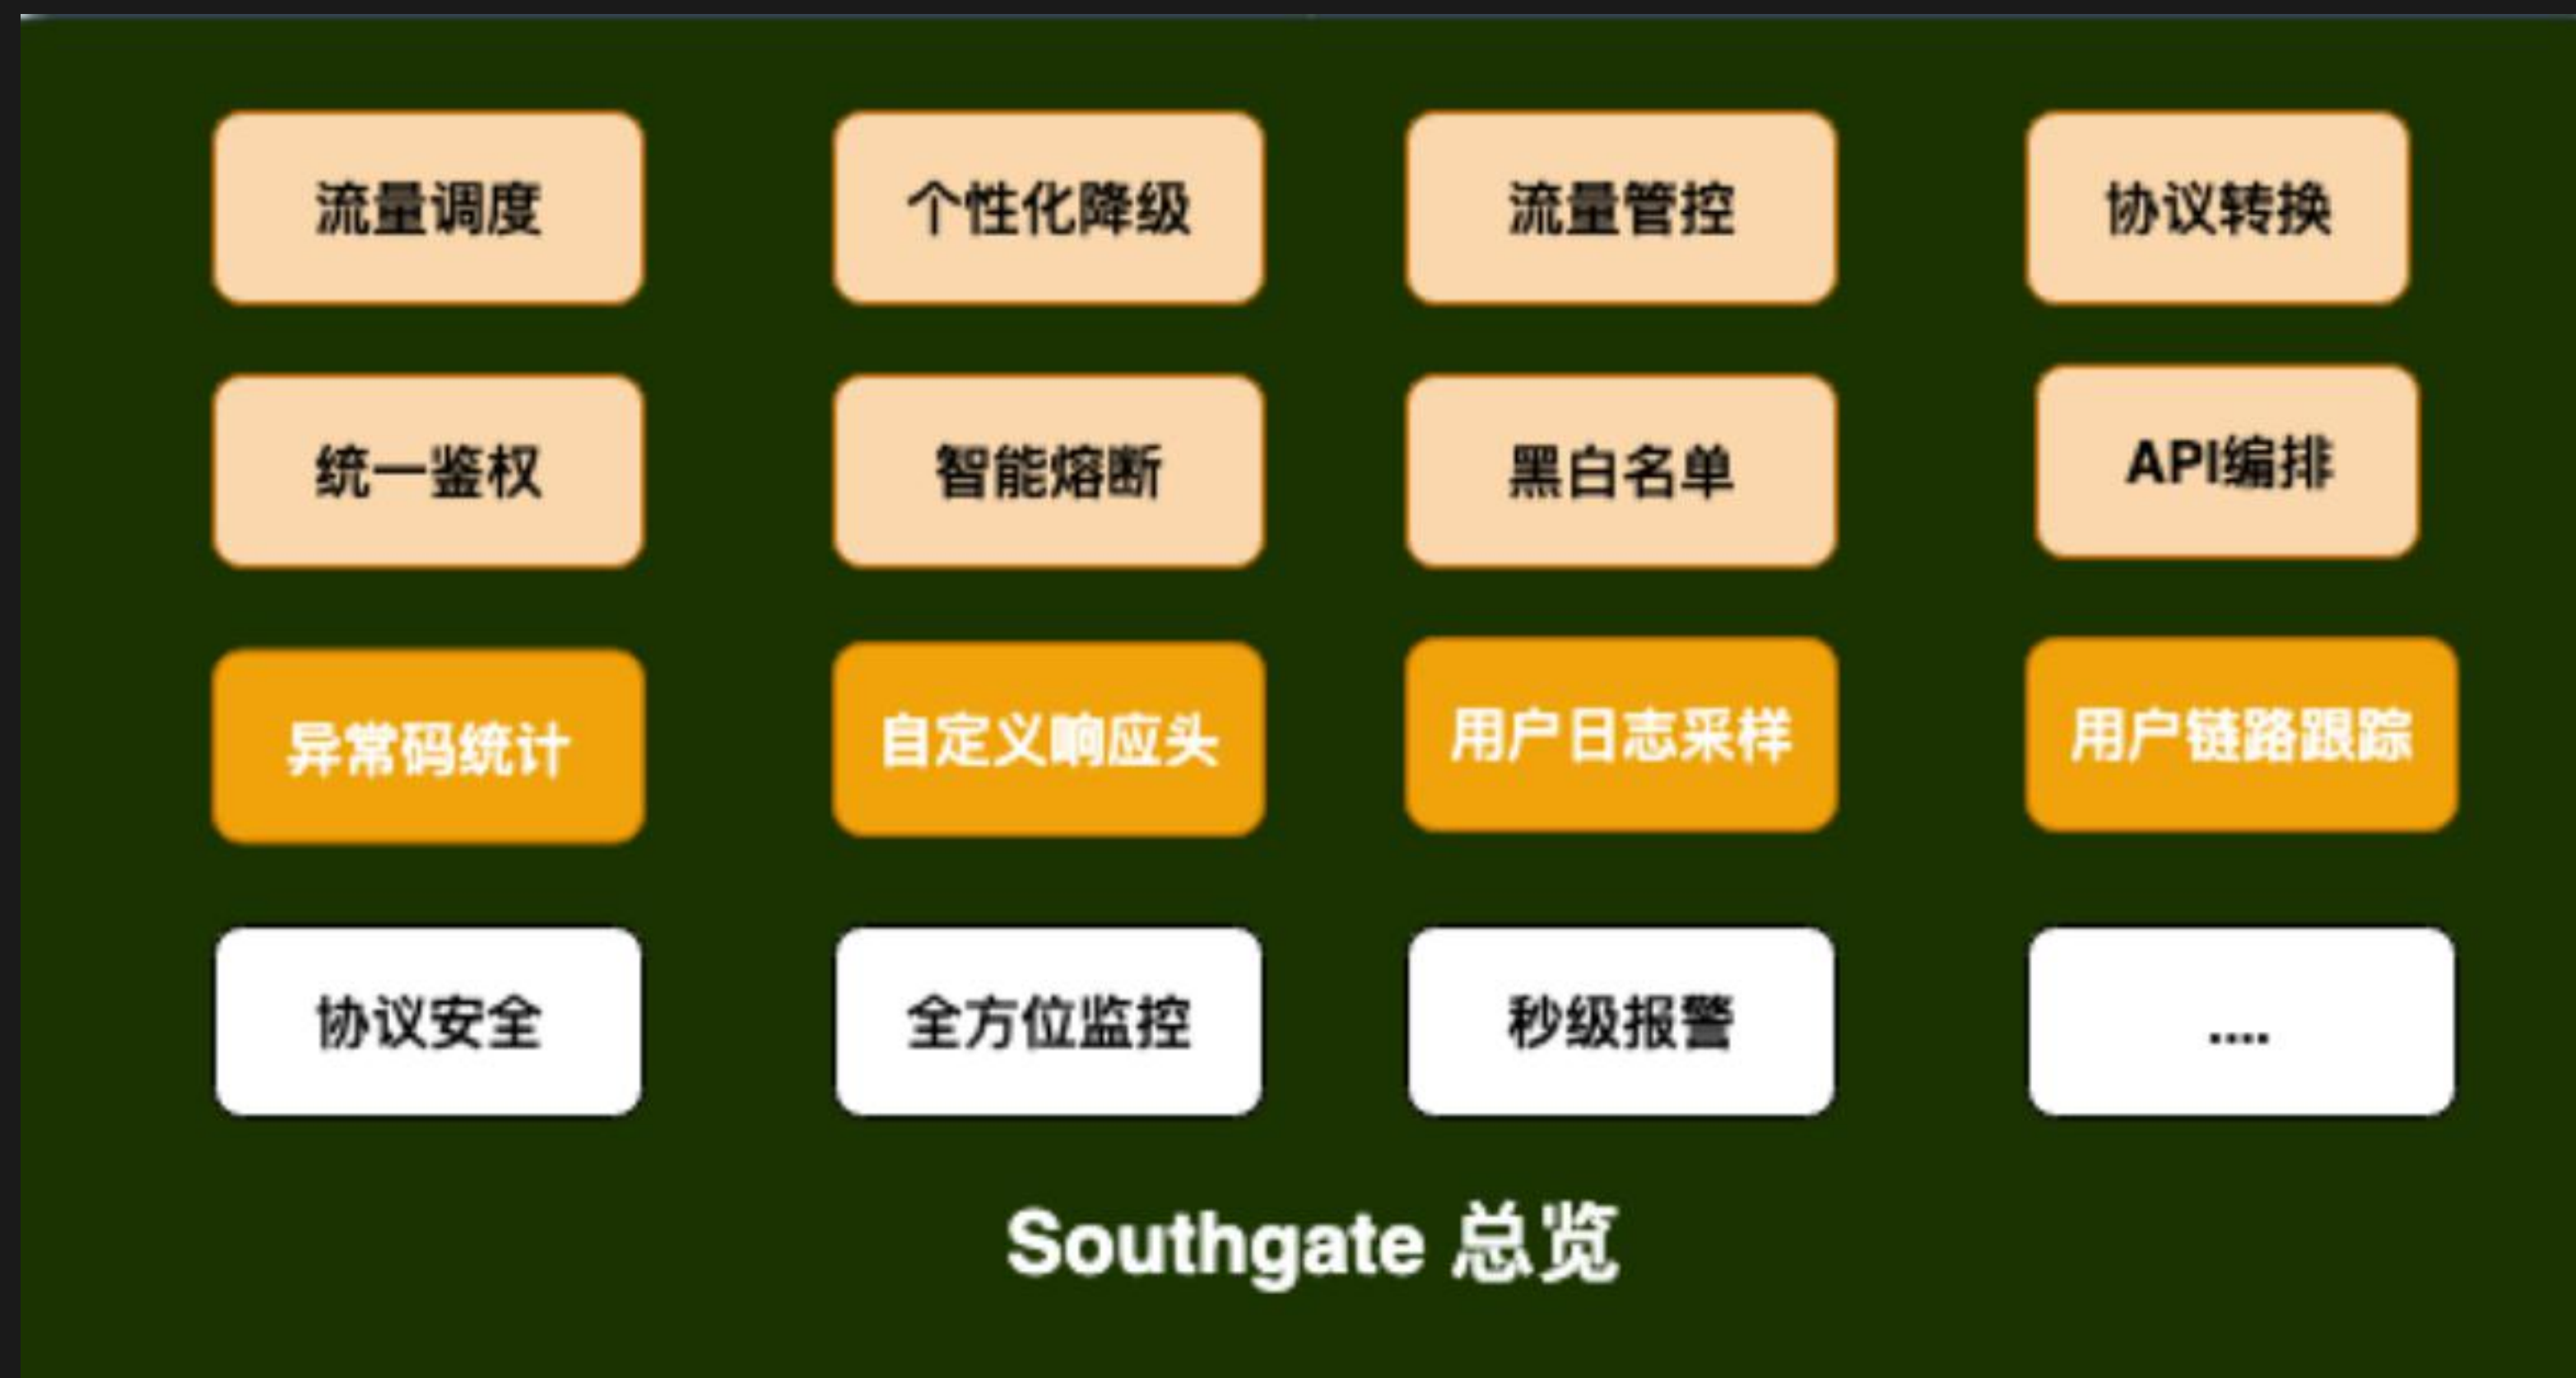 流量调度
个性化降级
流量管控
协议转换
统一鉴权
智能熔断
黑白名单
API编排
异常码统计
自定义响应头
用户日志采样
用户链路跟踪
协议安全
全方位监控
秒级报警
....
Southgate 总览